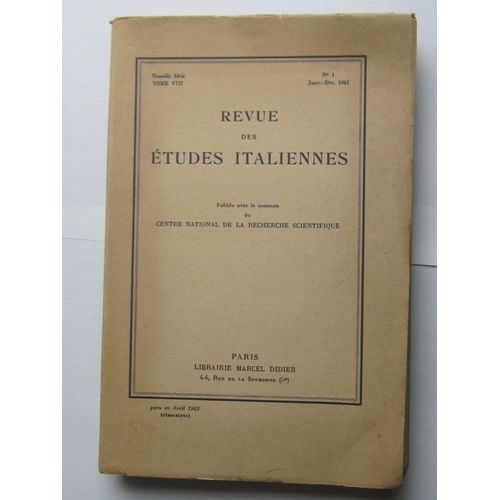 Nouvelle Série
TOME VIII
N° 1
Janv.-Déc. 1961
REVUE
DES
ÉTUDES ITALIENNES
Publiée avec le concours
du
CENTRE NATIONAL DE LA RECHERCHE SCIENTIFIQUE
PARIS
LIBRAIRIE MARCEL DIDIER
4-6, Rue de la Sorbonne (5e)
paru en Avril 1962
trimestriel